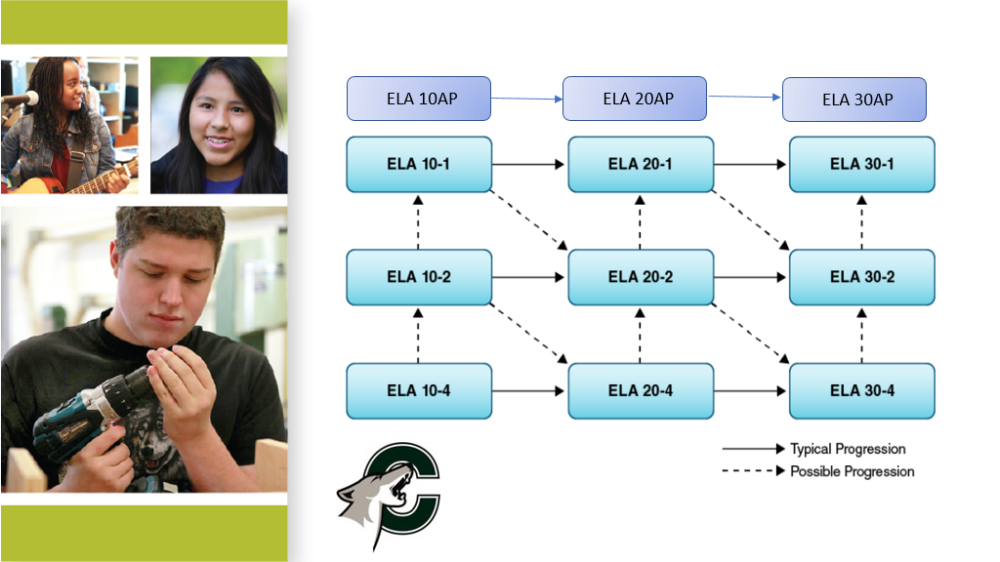 ELA 10AP
ELA 20AP
ELA 30AP
ELA 10-1
ELA 20-1
ELA 30-1
ELA 10-2
ELA 20-2
ELA 30-2
ELA 10-4
ELA 20-4
ELA 30-4
Typical Progression
Possible Progression
C